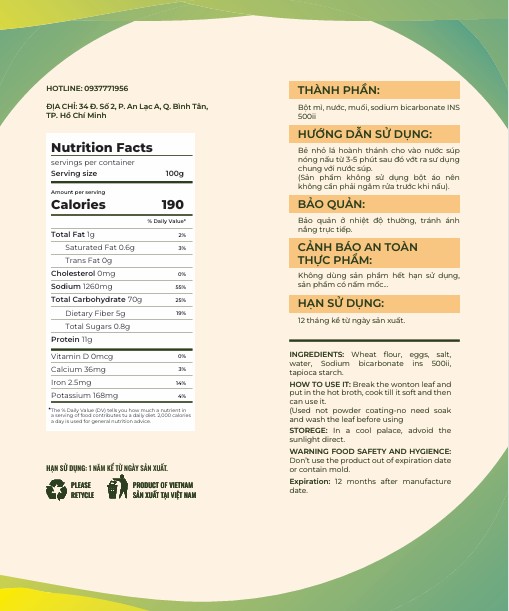 HOTLINE: 0937771956
ĐỊA CHỈ: 34 Đ. Số 2, P. An Lạc A, Q. Bình Tân,
TP. Hồ Chí Minh
Nutrition Facts
servings per container
Serving size 100g
Amount per serving
Calories 190
% Daily Value*
Total Fat 1g 2%
Saturated Fat 0.6g 3%
Trans Fat 0g
Cholesterol 0mg 0%
Sodium 1260mg 55%
Total Carbohydrate 70g 25%
Dietary Fiber 5g 19%
Total Sugars 0.8g
Protein 11g
Vitamin D 0mcg 0%
Calcium 36mg 3%
Iron 2.5mg 14%
Potassium 168mg 4%
*The % Daily Value (DV) tells you how much a nutrient in
a serving of food contributes to a daily diet. 2,000 calories
a day is used for general nutrition advice.
HẠN SỬ DỤNG: 1 NĂM KỂ TỪ NGÀY SẢN XUẤT.
PLEASE
RETYCLE
PRODUCT OF VIETNAM
SẢN XUẤT TẠI VIỆT NAM
THÀNH PHẦN:
Bột mì, nước, muối, sodium bicarbonate INS
500ii
HƯỚNG DẪN SỬ DỤNG:
Bẻ nhỏ lá hoành thánh cho vào nước súp
nóng nấu từ 3-5 phút sau đó vớt ra sư dụng
chung với nước súp.
(Sản phẩm không sử dụng bột áo nên
không cần phải ngâm rửa trước khi nấu).
BẢO QUẢN:
Bảo quản ở nhiệt độ thường, tránh ánh
nắng trực tiếp.
CẢNH BÁO AN TOÀN
THỰC PHẨM:
Không dùng sản phẩm hết hạn sử dụng,
sản phẩm có nấm mốc...
HẠN SỬ DỤNG:
12 tháng kể từ ngày sản xuất.
INGREDIENTS: Wheat flour, eggs, salt,
water, Sodium bicarbonate ins 500ii,
tapioca starch.
HOW TO USE IT: Break the wonton leaf and
put in the hot broth, cook till it soft and then
can use it.
(Used not powder coating-no need soak
and wash the leaf before using
STOREGE: In a cool palace, advoid the
sunlight direct.
WARNING FOOD SAFETY AND HYGIENCE:
Don't use the product out of expiration date
or contain mold.
Expiration: 12 months after manufacture
date.